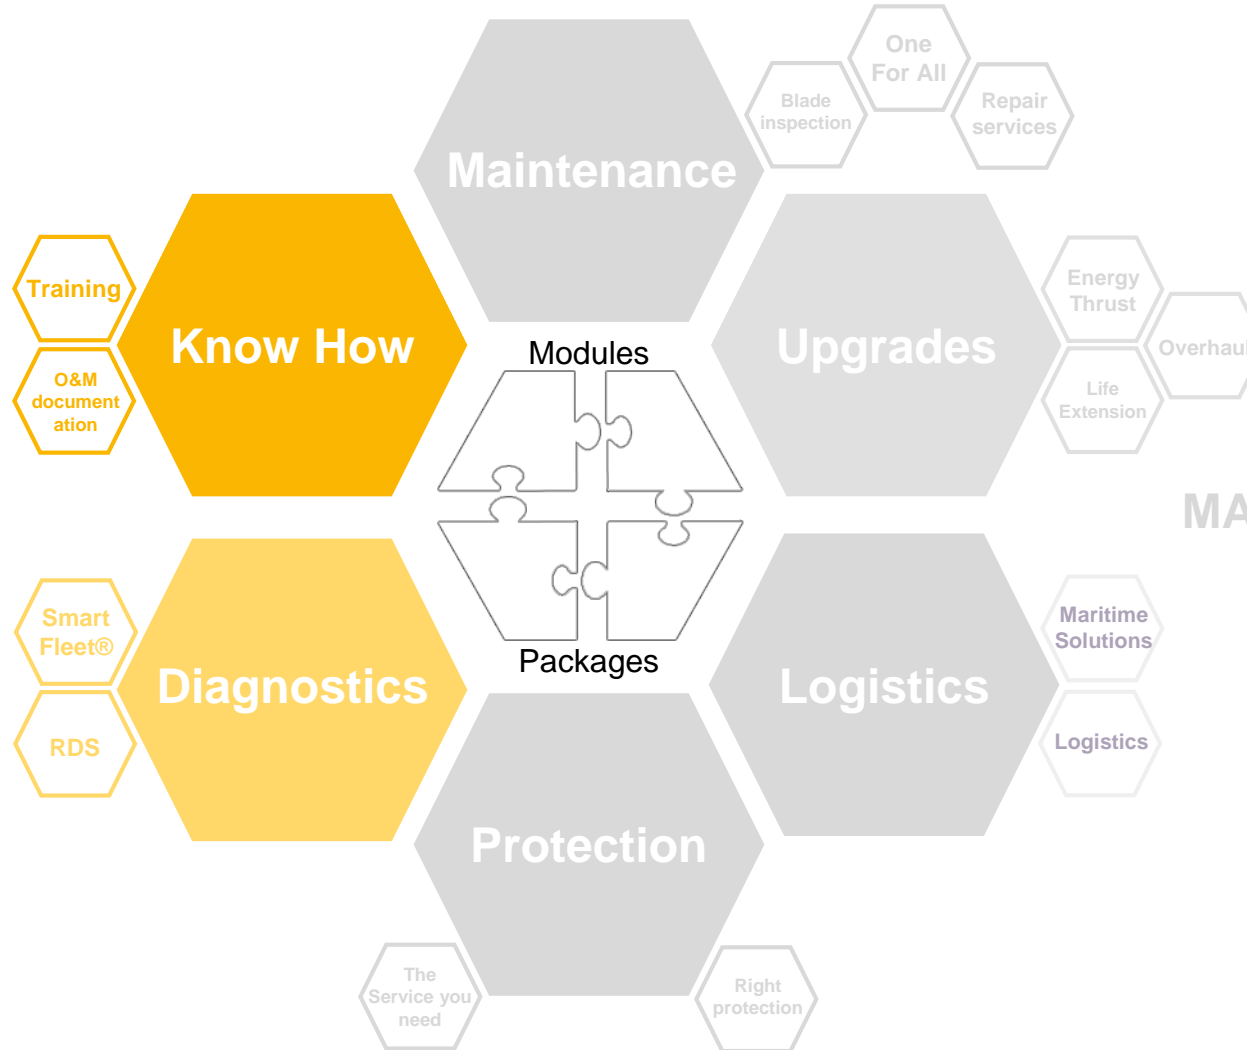 One
For All
Blade
inspection
Repair
services
Maintenance
Training
Know How
O&M
document
ation
Modules
Upgrades
Energy
Thrust
Overhaul
Life
Extension
MA
Smart
Fleet®
RDS
Diagnostics
Packages
Logistics
Maritime
Solutions
Logistics
Protection
The
Service you
need
Right
protection